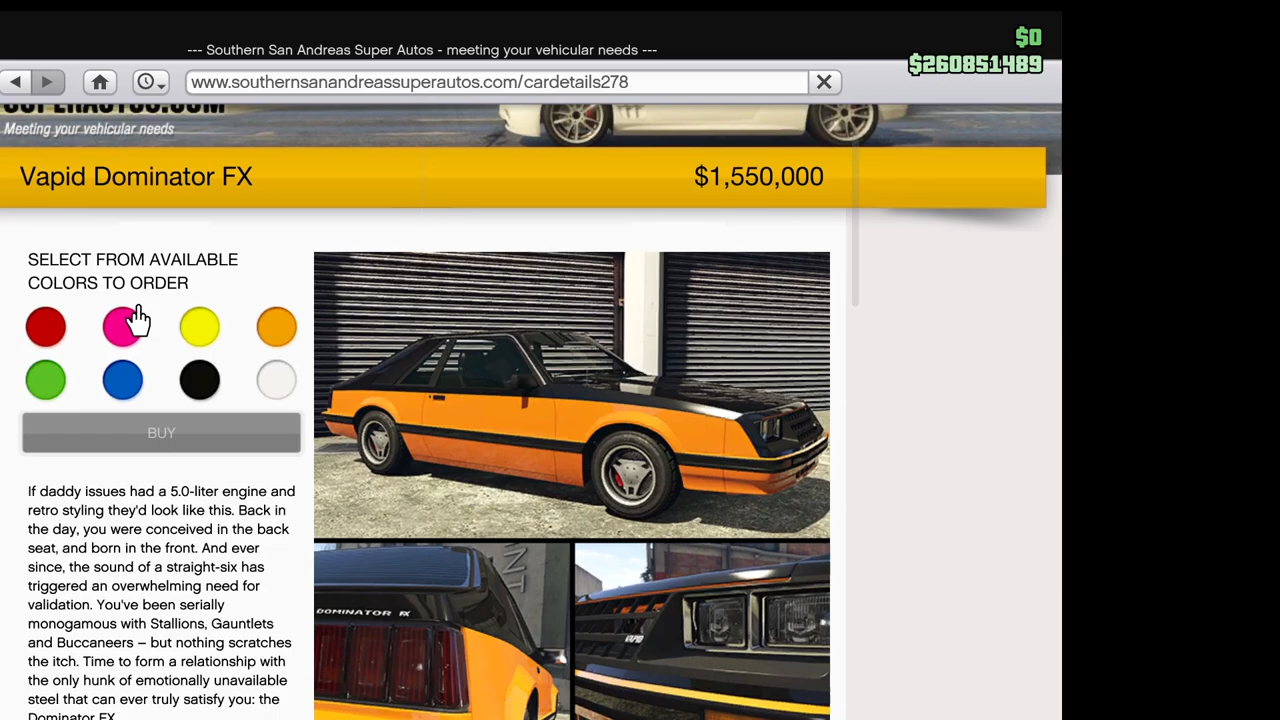 --- Southern San Andreas Super Autos - meeting your vehicular needs ---
$0
$260851489
www.southernsanandreassuperautos.com/cardetails278
SUPERAUTOS.COM
Meeting your vehicular needs
Vapid Dominator FX
$1,550,000
SELECT FROM AVAILABLE
COLORS TO ORDER
BUY
If daddy issues had a 5.0-liter engine and
retro styling they'd look like this. Back in
the day, you were conceived in the back
seat, and born in the front. And ever
since, the sound of a straight-six has
triggered an overwhelming need for
validation. You've been serially
monogamous with Stallions, Gauntlets
and Buccaneers – but nothing scratches
the itch. Time to form a relationship with
the only hunk of emotionally unavailable
steel that can ever truly satisfy you: the
Dominator FX.
DOMINATOR FX
VAPID